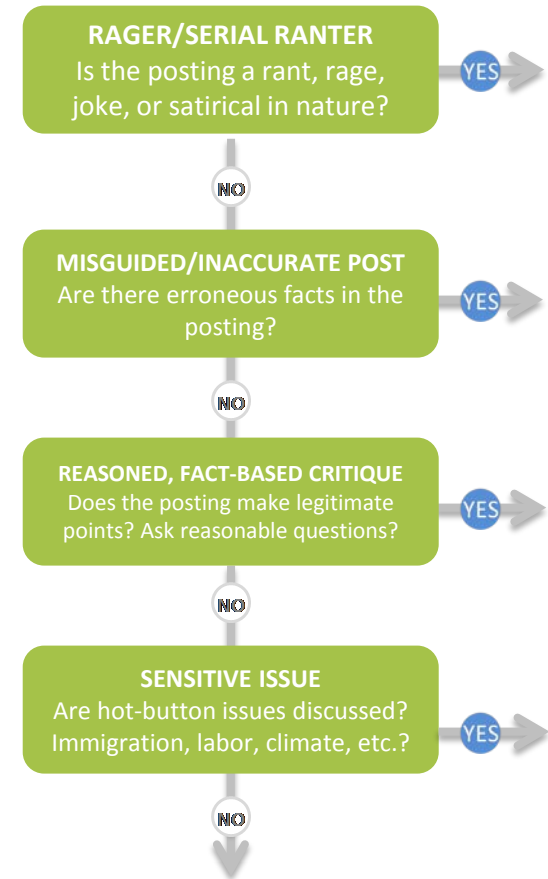 RAGER/SERIAL RANTER
Is the posting a rant, rage,
joke, or satirical in nature?
YES
NO
MISGUIDED/INACCURATE POST
Are there erroneous facts in the
posting?
YES
NO
REASONED, FACT-BASED CRITIQUE
Does the posting make legitimate
points? Ask reasonable questions?
YES
NO
SENSITIVE ISSUE
Are hot-button issues discussed?
Immigration, labor, climate, etc.?
YES
NO